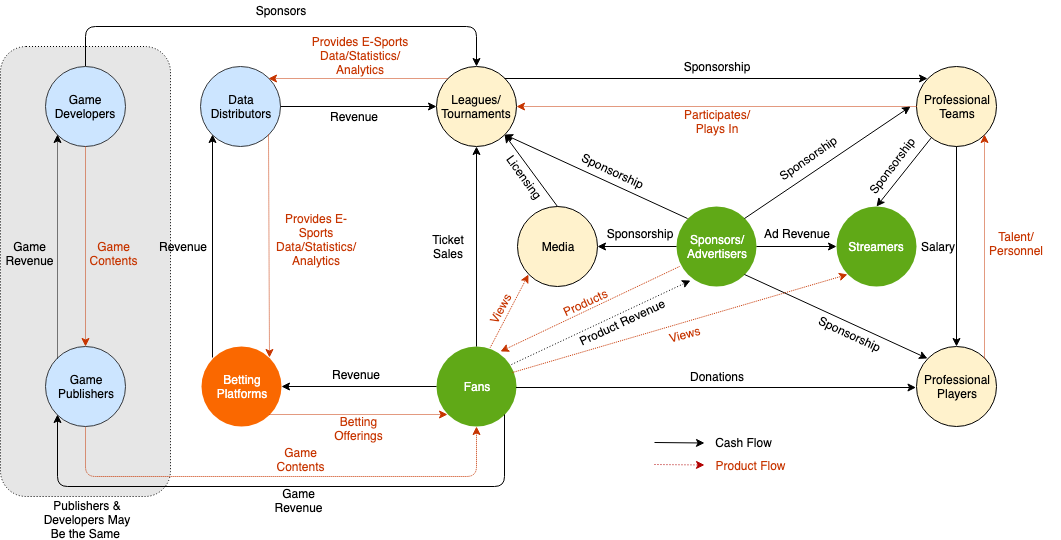 Sponsors
Provides E-Sports
Data/Statistics/
Analytics
Sponsorship
Game
Developers
Data
Distributors
Revenue
Leagues/
Tournaments
Participates/
Plays In
Professional
Teams
Licensing
Sponsorship
Sponsorship
Sponsorship
Game
Revenue
Game
Contents
Revenue
Provides E-
Sports
Data/Statistics/
Analytics
Ticket
Sales
Media
Sponsorship
Sponsors/
Advertisers
Ad Revenue
Streamers
Salary
Talent/
Personnel
Views
Products
Product Revenue
Views
Sponsorship
Game
Publishers
Betting
Platforms
Revenue
Fans
Donations
Professional
Players
Betting
Offerings
Game
Contents
Cash Flow
Product Flow
Game
Revenue
Publishers &
Developers May
Be the Same